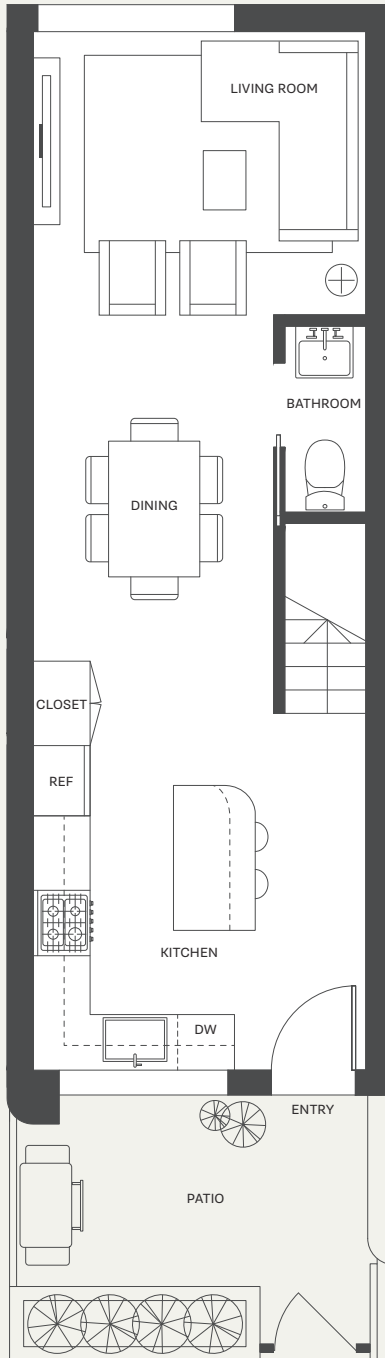 LIVING ROOM
BATHROOM
DINING
CLOSET
REF
KITCHEN
DW
ENTRY
PATIO